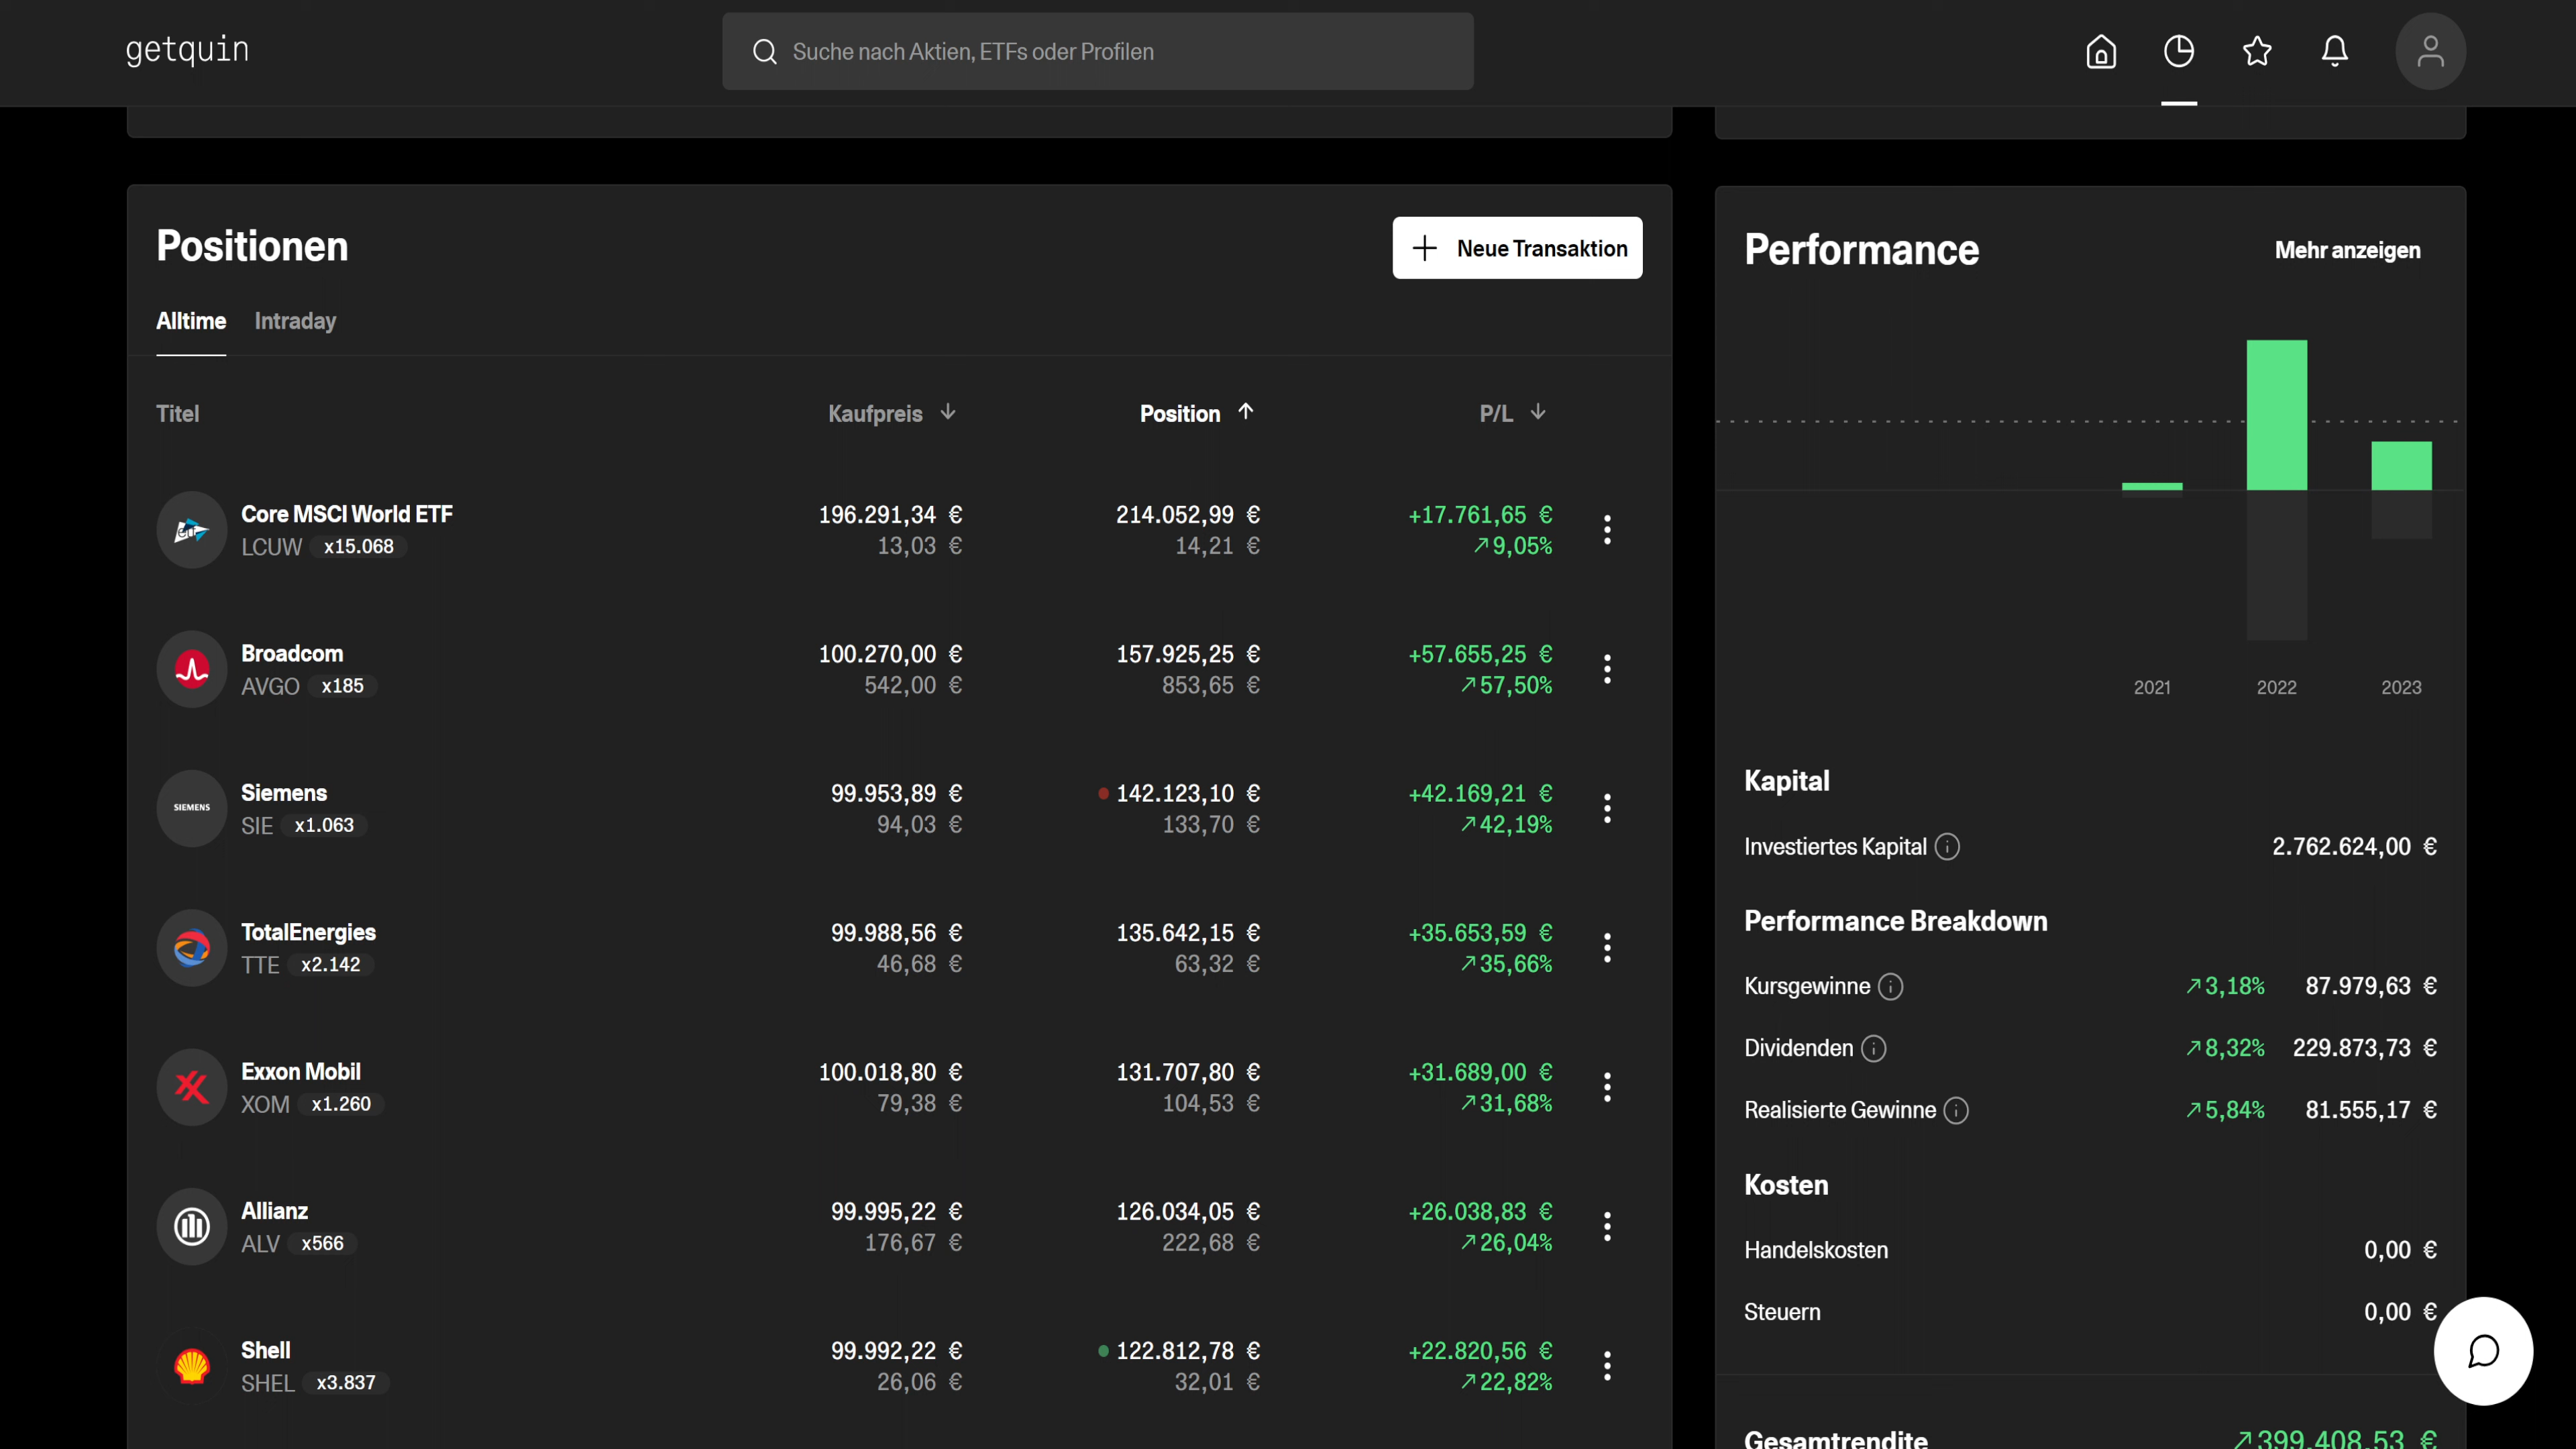 getquin
Suche nach Aktien, ETFs oder Profilen
Positionen
Neue Transaktion
Alltime Intraday
Titel Kaufpreis Position P/L
Core MSCI World ETF 196.291,34 € 214.052,99 € +17.761,65 €
LCUW x15.068 13,03 € 14,21 € 9,05%
Broadcom 100.270,00 € 157.925,25 € +57.655,25 €
AVGO x185 542,00 € 853,65 € 57,50%
SIEMENS
Siemens 99.953,89 € 142.123,10 € +42.169,21 €
SIE x1.063 94,03 € 133,70 € 42,19%
TotalEnergies 99.988,56 € 135.642,15 € +35.653,59 €
TTE x2.142 46,68 € 63,32 € 35,66%
Exxon Mobil 100.018,80 € 131.707,80 € +31.689,00 €
XOM x1.260 79,38 € 104,53 € 31,68%
Allianz 99.995,22 € 126.034,05 € +26.038,83 €
ALV x566 176,67 € 222,68 € 26,04%
Shell 99.992,22 € 122.812,78 € +22.820,56 €
SHEL x3.837 26,06 € 32,01 € 22,82%
Performance Mehr anzeigen
2021 2022 2023
Kapital
Investiertes Kapital 2.762.624,00 €
Performance Breakdown
Kursgewinne 3,18% 87.979,63 €
Dividenden 8,32% 229.873,73 €
Realisierte Gewinne 5,84% 81.555,17 €
Kosten
Handelskosten 0,00 €
Steuern 0,00 €
Gesamtrendite 399.408,53 €